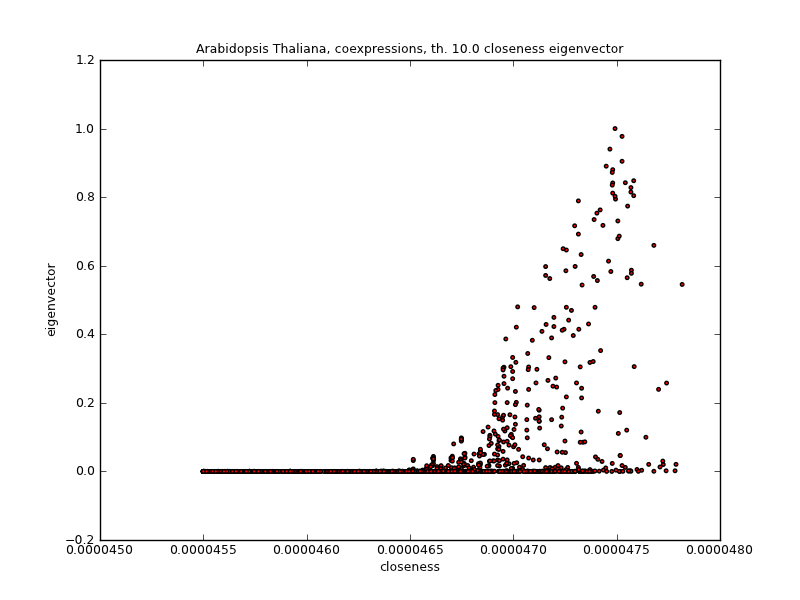 Arabidopsis Thaliana, coexpressions, th. 10.0 closeness eigenvector
1.2
1.0
0.8
0.6
0.4
0.2
0.0
−0.2
eigenvector
0.0000450 0.0000455 0.0000460 0.0000465 0.0000470 0.0000475 0.0000480
closeness